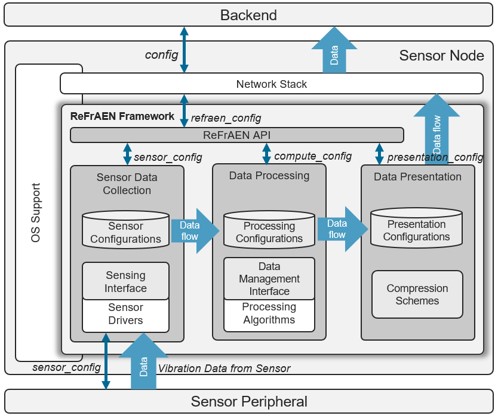 Backend
config
Data
Sensor Node
Network Stack
ReFrAEN Framework
refraen_config
ReFrAEN API
Data flow
sensor_config
compute_config
presentation_config
OS Support
Sensor Data
Collection
Data Processing
Data Presentation
Sensor
Configurations
Data
flow
Processing
Configurations
Data
flow
Presentation
Configurations
Sensing
Interface
Sensor
Drivers
Data
Management
Interface
Processing
Algorithms
Compression
Schemes
sensor_config
Data
Vibration Data from Sensor
Sensor Peripheral